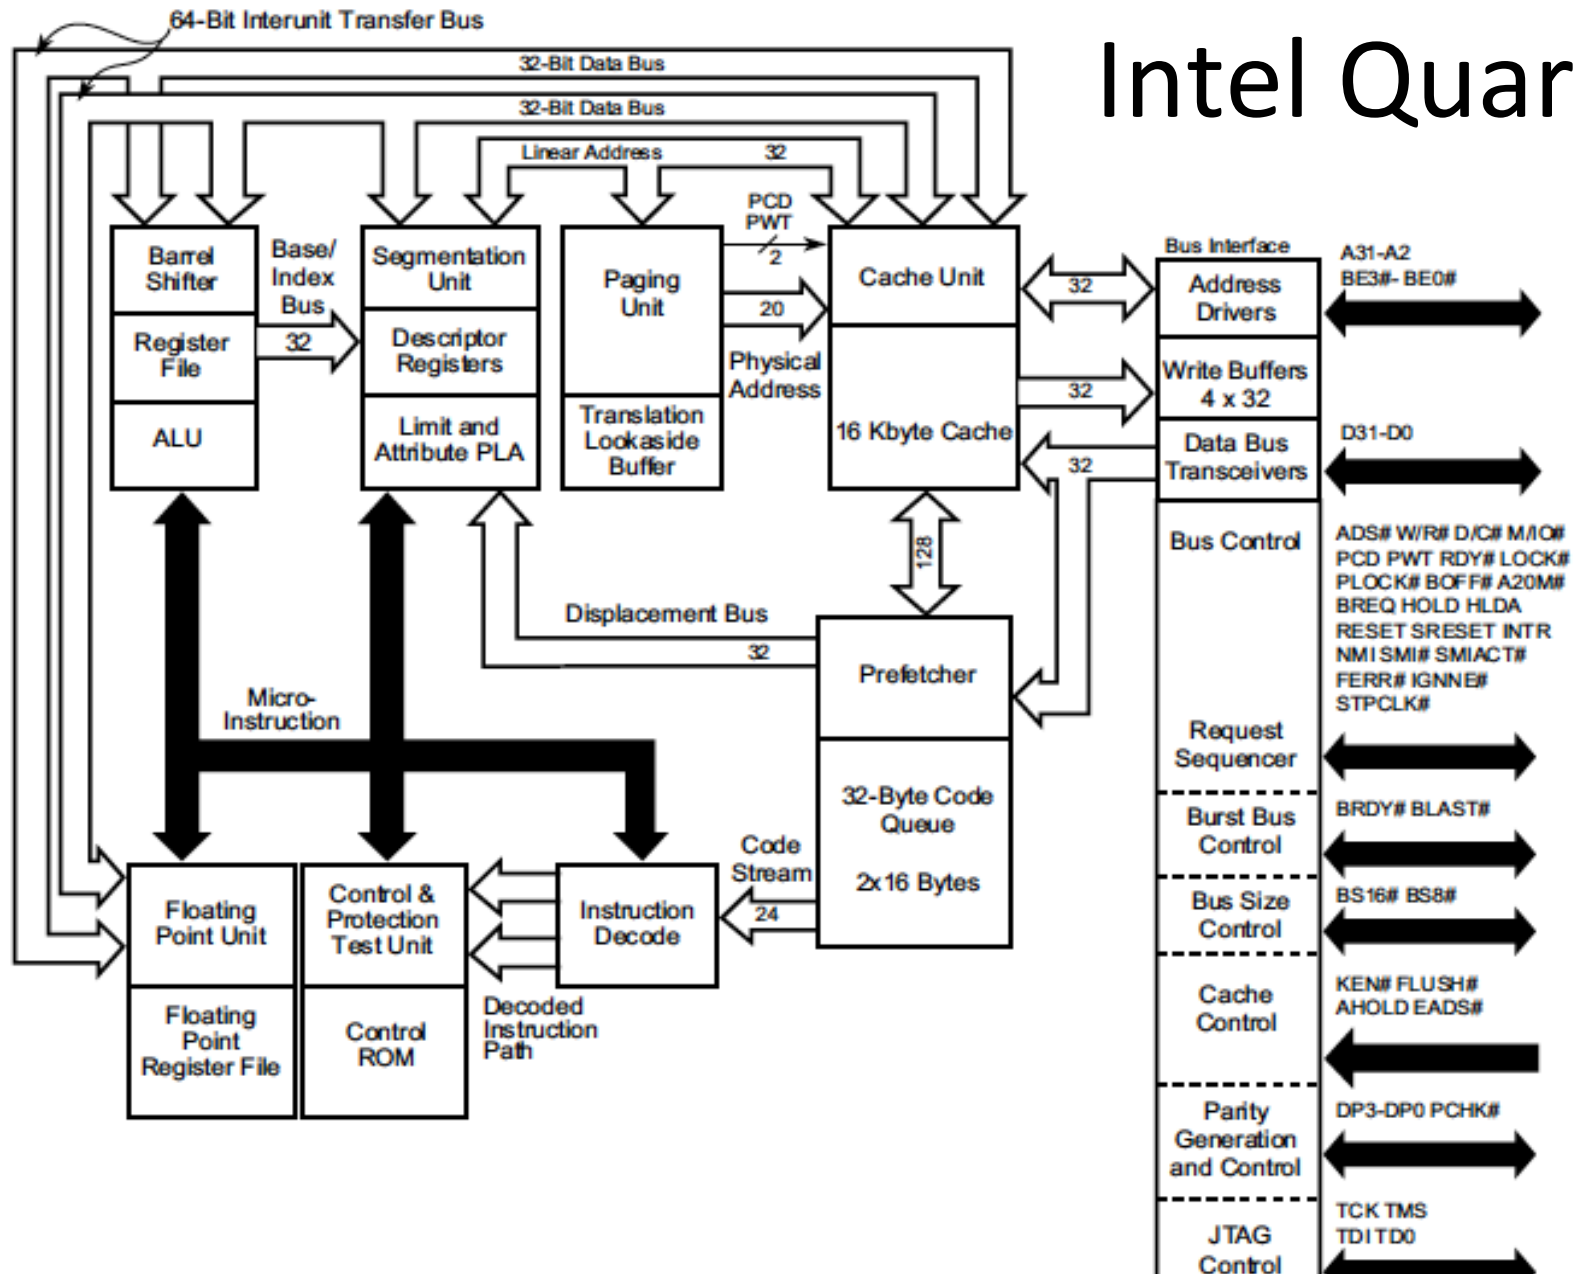 64-Bit Interunit Transfer Bus
Intel Quar
32-Bit Data Bus
32-Bit Data Bus
Linear Address
32
PCD
PWT
2
Barrel
Shifter
Register
File
ALU
Base/
Index
Bus
32
Segmentation
Unit
Descriptor
Registers
Limit and
Attribute PLA
Paging
Unit
Translation
Lookaside
Buffer
20
Physical
Address
Cache Unit
16 Kbyte Cache
32
32
32
Bus Interface
Address
Drivers
Write Buffers
4 x 32
Data Bus
Transceivers
A31-A2
BE3#- BE0#
D31-D0
128
Displacement Bus
32
Prefetcher
32-Byte Code
Queue
2x16 Bytes
Micro-
Instruction
Code
Stream
24
Instruction
Decode
Decoded
Instruction
Path
Control &
Protection
Test Unit
Control
ROM
Floating
Point Unit
Floating
Point
Register File
Bus Control
Request
Sequencer
ADS# W/R# D/C# M/IO#
PCD PWT RDY# LOCK#
PLOCK# BOFF# A20M#
BREQ HOLD HLDA
RESET SRESET INTR
NMI SMI# SMIACT#
FERR# IGNNE#
STPCLK#
Burst Bus
Control
BRDY# BLAST#
Bus Size
Control
BS16# BS8#
Cache
Control
KEN# FLUSH#
AHOLD EADS#
Parity
Generation
and Control
DP3-DP0 PCHK#
JTAG
Control
TCK TMS
TDI TD0